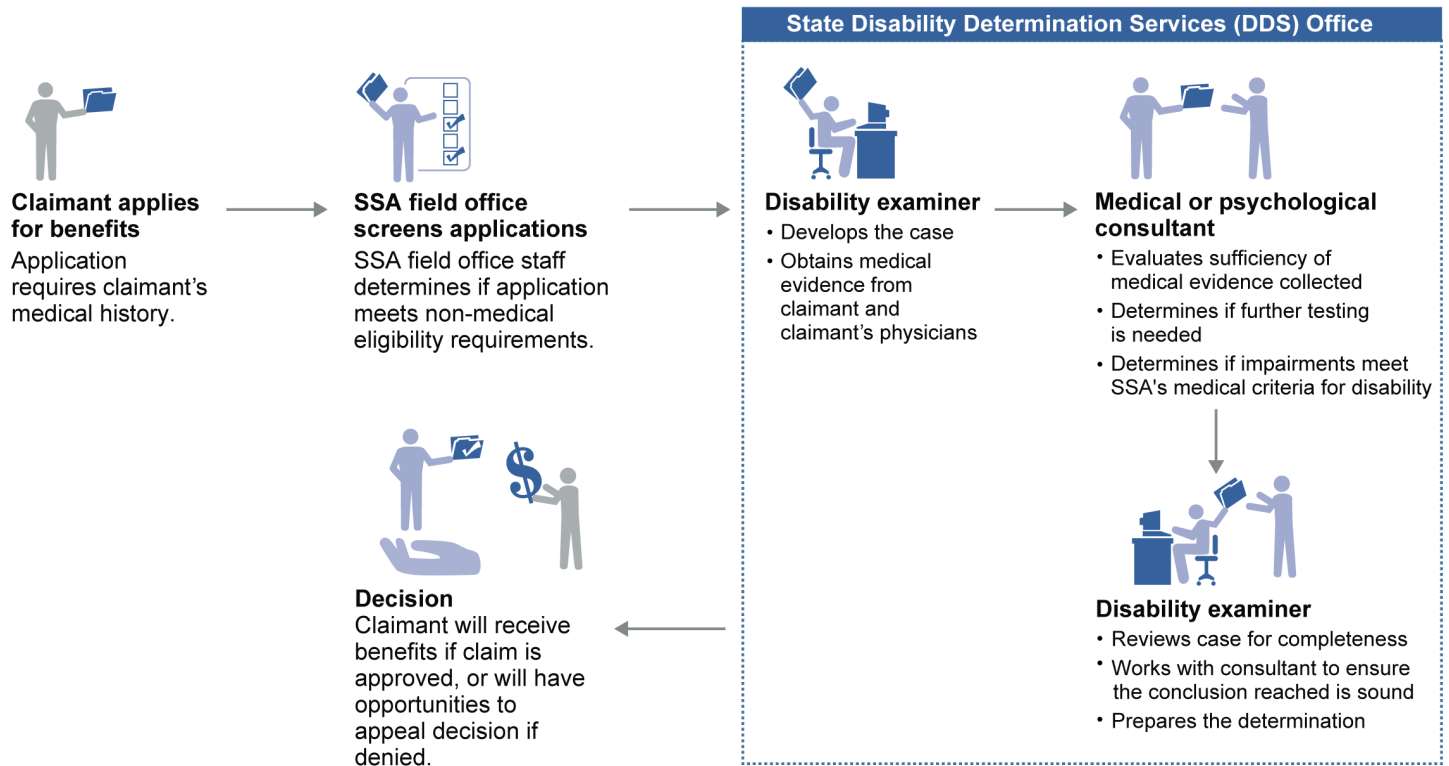 State Disability Determination Services (DDS) Office
Claimant applies
for benefits
Application
requires claimant’s
medical history.
SSA field office
screens applications
SSA field office staff
determines if application
meets non-medical
eligibility requirements.
Disability examiner
• Develops the case
• Obtains medical
evidence from
claimant and
claimant’s physicians
Medical or psychological
consultant
• Evaluates sufficiency of
medical evidence collected
• Determines if further testing
is needed
• Determines if impairments meet
SSA's medical criteria for disability
Disability examiner
• Reviews case for completeness
• Works with consultant to ensure
the conclusion reached is sound
• Prepares the determination
$
Decision
Claimant will receive
benefits if claim is
approved, or will have
opportunities to
appeal decision if
denied.